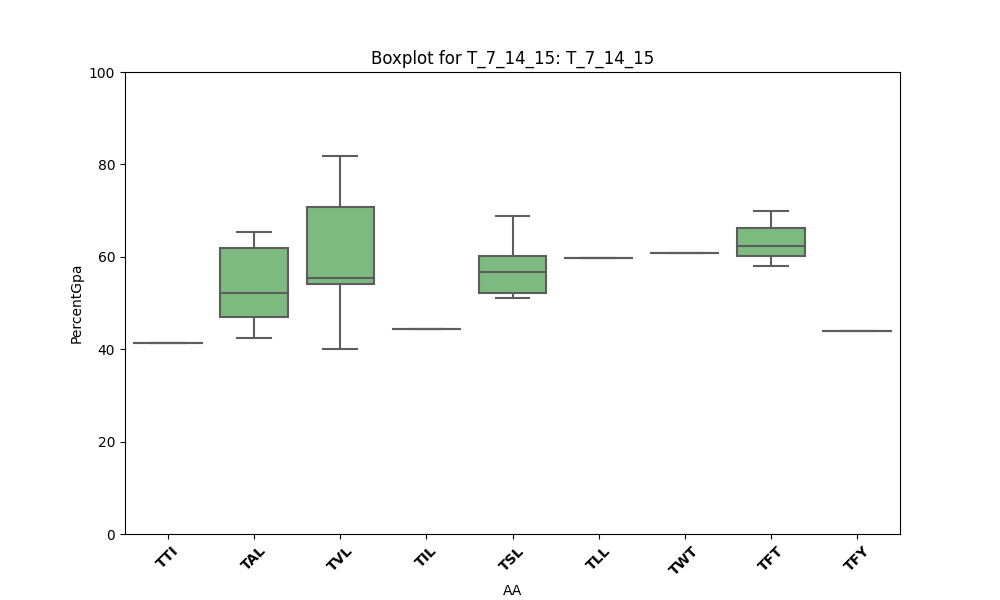 Boxplot for T_7_14_15: T_7_14_15
PercentGpa
100
80
60
40
20
0
TTI
TAL
TVL
TIL
TSL
TLL
TWT
TFT
TFY
AA